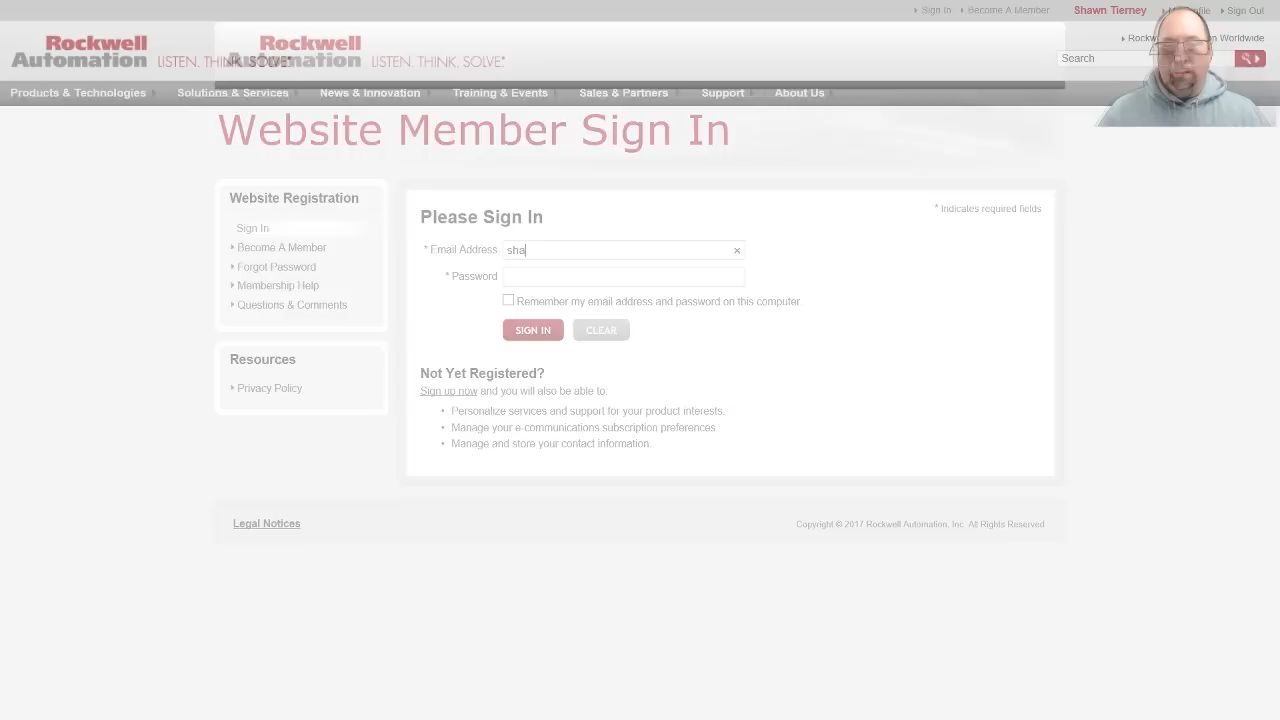 Sign In Become A Member Shawn Tierney Sign Out
Rockwell Automation LISTEN. THINK. SOLVE.®
Rockwell Automation LISTEN. THINK. SOLVE.®
Worldwide
Search
Products & Technologies Solutions & Services News & Innovation Training & Events Sales & Partners Support About Us
Website Member Sign In
Website Registration
Sign In
Become A Member
Forgot Password
Membership Help
Questions & Comments
Resources
Privacy Policy
Please Sign In
* Indicates required fields
* Email Address sha ×
* Password
Remember my email address and password on this computer
SIGN IN CLEAR
Not Yet Registered?
Sign up now and you will also be able to:
• Personalize services and support for your product interests.
• Manage your e-communications subscription preferences
• Manage and store your contact information.
Legal Notices
Copyright © 2017 Rockwell Automation, Inc. All Rights Reserved